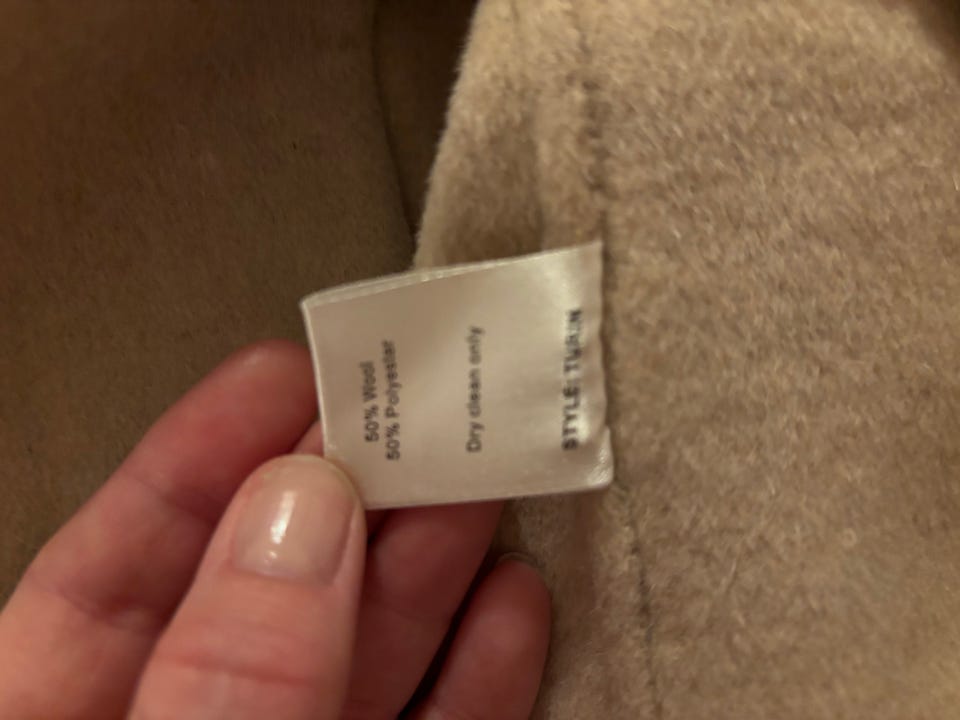 50% Wool
50% Polyester
Dry clean only
STYLE: TURIN